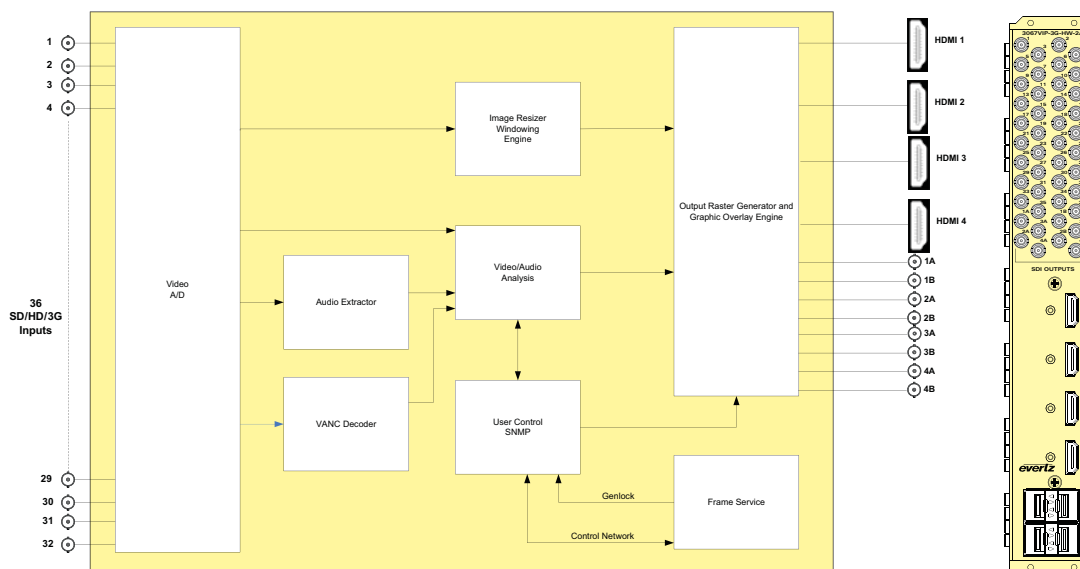 1
2
3
4
36
SD/HD/3G
Inputs
29
30
31
32
Video
A/D
Image Resizer
Windowing
Engine
Audio Extractor
Video/Audio
Analysis
VANC Decoder
User Control
SNMP
Genlock
Control Network
Frame Service
Output Raster Generator and
Graphic Overlay Engine
HDMI 1
HDMI 2
HDMI 3
HDMI 4
1A
1B
2A
2B
3A
3B
4A
4B
SDI OUTPUTS
evertz